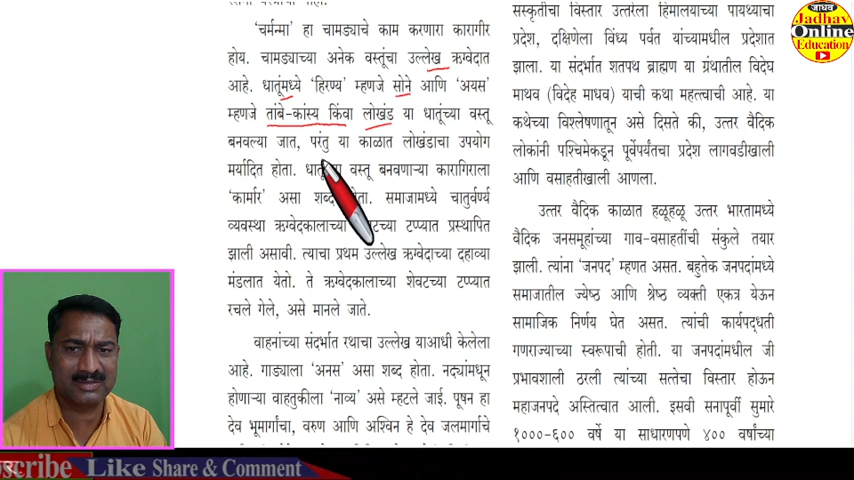 'चर्मन्मा' हा चामड्याचे काम करणारा कारागीर
होय. चामड्याच्या अनेक वस्तूंचा उल्लेख ऋग्वेदात
आहे. धातूंमध्ये 'हिरण्य' म्हणजे सोने आणि 'अयस'
म्हणजे तांबे-कांस्य किंवा लोखंड या धातूंच्या वस्तू
बनवल्या जात, परंतु या काळात लोखंडाचा उपयोग
मर्यादित होता. वस्तू बनवणाऱ्या कारागिराला
'कार्मार' असा समाजामध्ये चातुर्वर्ण्य
व्यवस्था ऋग्वेदकालाच्या टप्प्यात प्रस्थापित
झाली असावी. त्याचा प्रथम उल्लेख ऋग्वेदाच्या दहाव्या
मंडलात येतो. ते ऋग्वेदकालाच्या शेवटच्या टप्प्यात
रचले गेले, असे मानले जाते.
वाहनांच्या संदर्भात रथाचा उल्लेख याआधी केलेला
आहे. गाड्याला 'अनस' असा शब्द होता. नद्यांमधून
होणाऱ्या वाहतुकीला 'नाव्य' असे म्हटले जाई. पूषन हा
देव भूमार्गांचा, वरुण आणि अश्विन हे देव जलमार्गाचे
संस्कृतीचा विस्तार उत्तरेला हिमालयाच्या पायथ्याचा
प्रदेश, दक्षिणेला विंध्य पर्वत यांच्यामधील प्रदेशात
झाला. या संदर्भात शतपथ ब्राह्मण या ग्रंथातील विदेघ
माथव (विदेह माधव) याची कथा महत्त्वाची आहे. या
कथेच्या विश्लेषणातून असे दिसते की, उत्तर वैदिक
लोकांनी पश्चिमेकडून पूर्वेपर्यंतचा प्रदेश लागवडीखाली
आणि वसाहतीखाली आणला.
उत्तर वैदिक काळात हळूहळू उत्तर भारतामध्ये
वैदिक जनसमूहांच्या गाव-वसाहतींची संकुले तयार
झाली. त्यांना 'जनपद' म्हणत असत. बहुतेक जनपदांमध्ये
समाजातील ज्येष्ठ आणि श्रेष्ठ व्यक्ती एकत्र येऊन
सामाजिक निर्णय घेत असत. त्यांची कार्यपद्धती
गणराज्याच्या स्वरूपाची होती. या जनपदांमधील जी
प्रभावशाली ठरली त्यांच्या सत्तेचा विस्तार होऊन
महाजनपदे अस्तित्वात आली. इसवी सनापूर्वी सुमारे
१०००-६०० वर्षे या साधारणपणे ४०० वर्षांच्या
जाधव
Jadhav
Online
Education
scribe Like Share & Comment